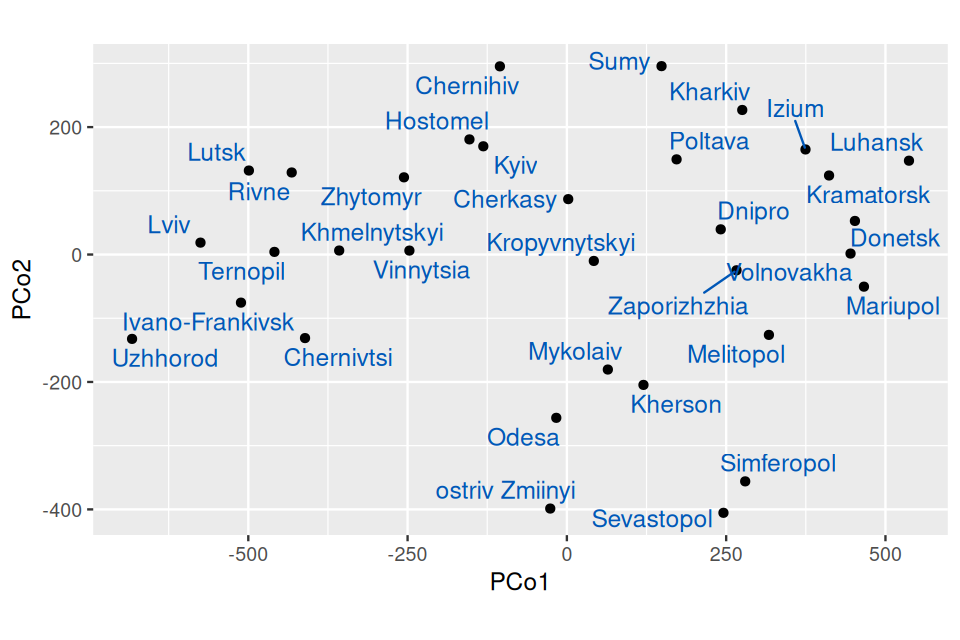 Sumy
Chernihiv
Kharkiv
Izium
Hostomel
200
Poltava
Luhansk
Lutsk
Kyiv
Rivne
Zhytomyr
Cherkasy
Kramatorsk
Dnipro
Lviv
Khmelnytskyi
Kropyvnytskyi
Donetsk
0
Ternopil
Vinnytsia
Volnovakha
PCo2
Zaporizhzhia
Mariupol
Ivano-Frankivsk
Uzhhorod
Chernivtsi
Mykolaiv
Melitopol
-200
Kherson
Odesa
Simferopol
ostriv Zmiinyi
-400
Sevastopol
-500 -250 0 250 500
PCo1